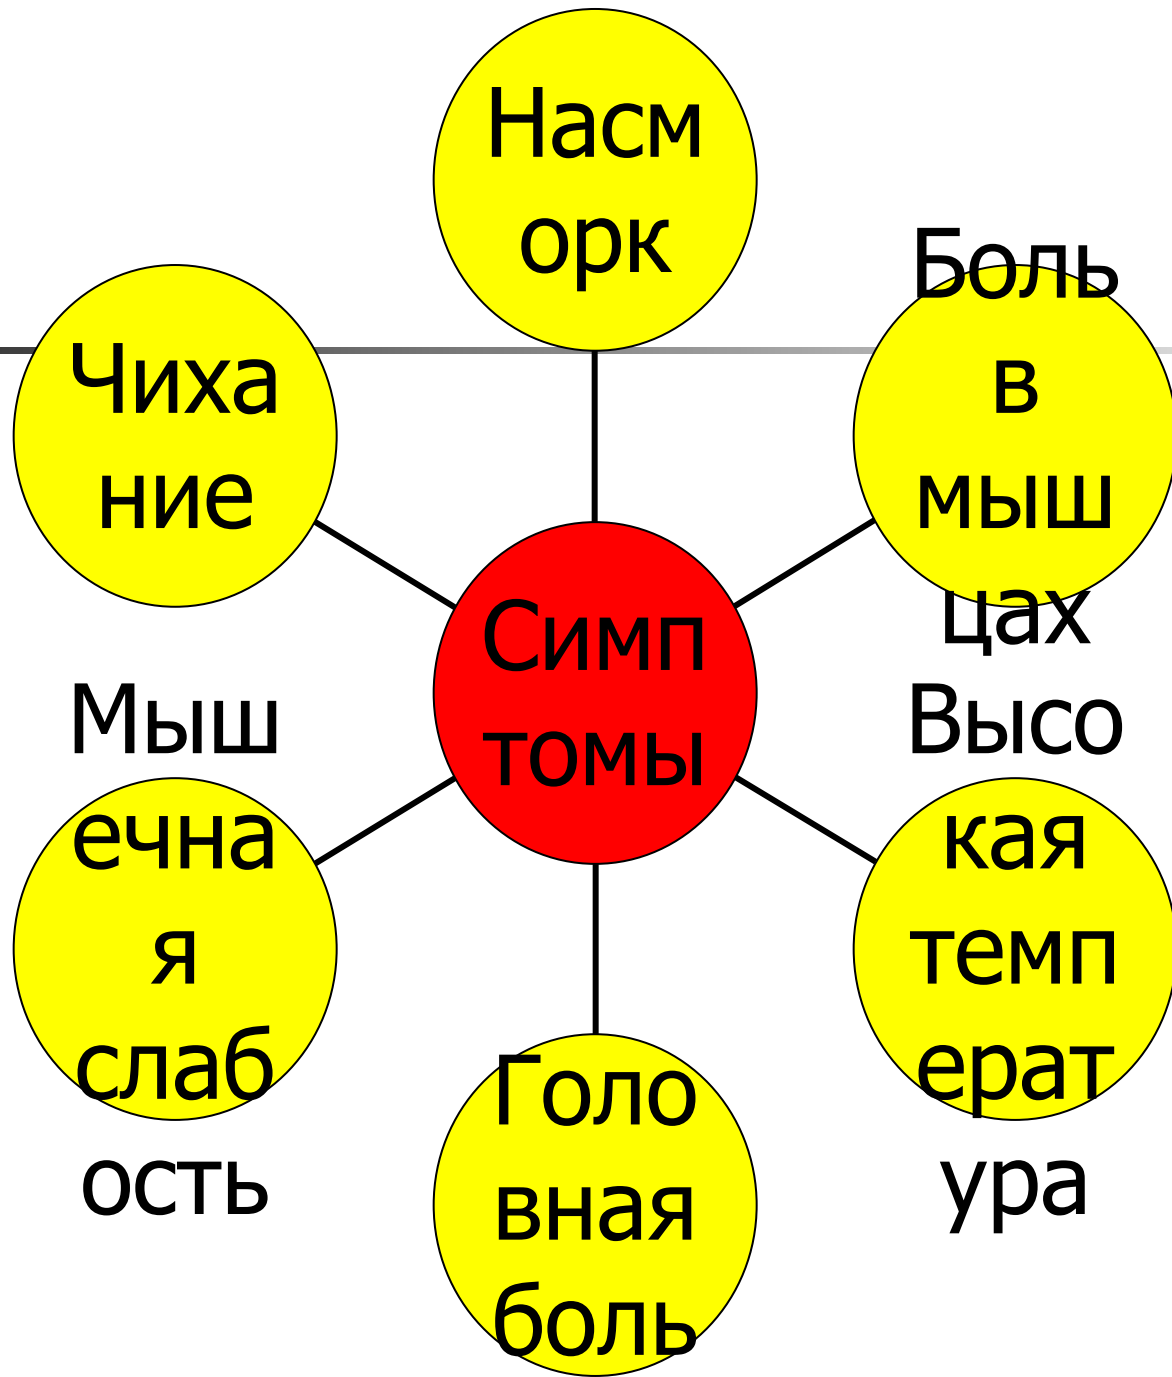 Насм
орк
Боль
в
мыш
цах
Чиха
ние
Симп
томы
Мыш
ечна
я
слаб
ость
Высо
кая
темп
ерат
ура
Голо
вная
боль